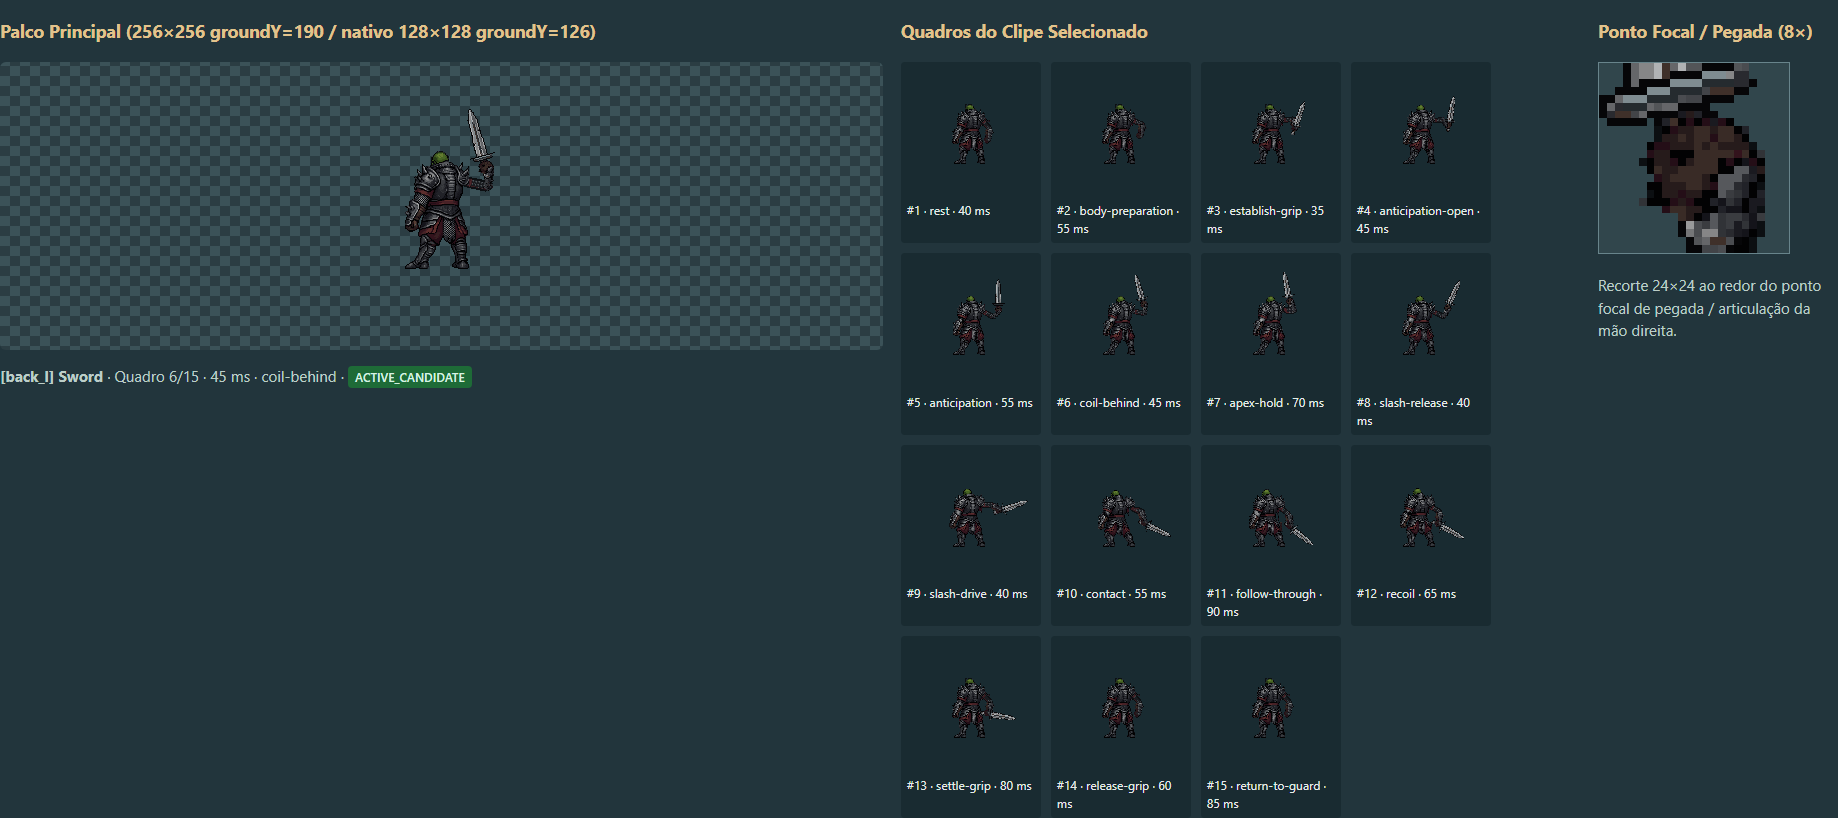 Palco Principal (256×256 groundY=190 / nativo 128×128 groundY=126)
[back_l] Sword · Quadro 6/15 · 45 ms · coil-behind · ACTIVE_CANDIDATE
Quadros do Clipe Selecionado
#1 · rest · 40 ms
#2 · body-preparation ·
55 ms
#3 · establish-grip · 35
ms
#4 · anticipation-open ·
45 ms
#5 · anticipation · 55 ms
#6 · coil-behind · 45 ms
#7 · apex-hold · 70 ms
#8 · slash-release · 40
ms
#9 · slash-drive · 40 ms
#10 · contact · 55 ms
#11 · follow-through ·
90 ms
#12 · recoil · 65 ms
#13 · settle-grip · 80 ms
#14 · release-grip · 60
ms
#15 · return-to-guard ·
85 ms
Ponto Focal / Pegada (8×)
Recorte 24×24 ao redor do ponto
focal de pegada / articulação da
mão direita.